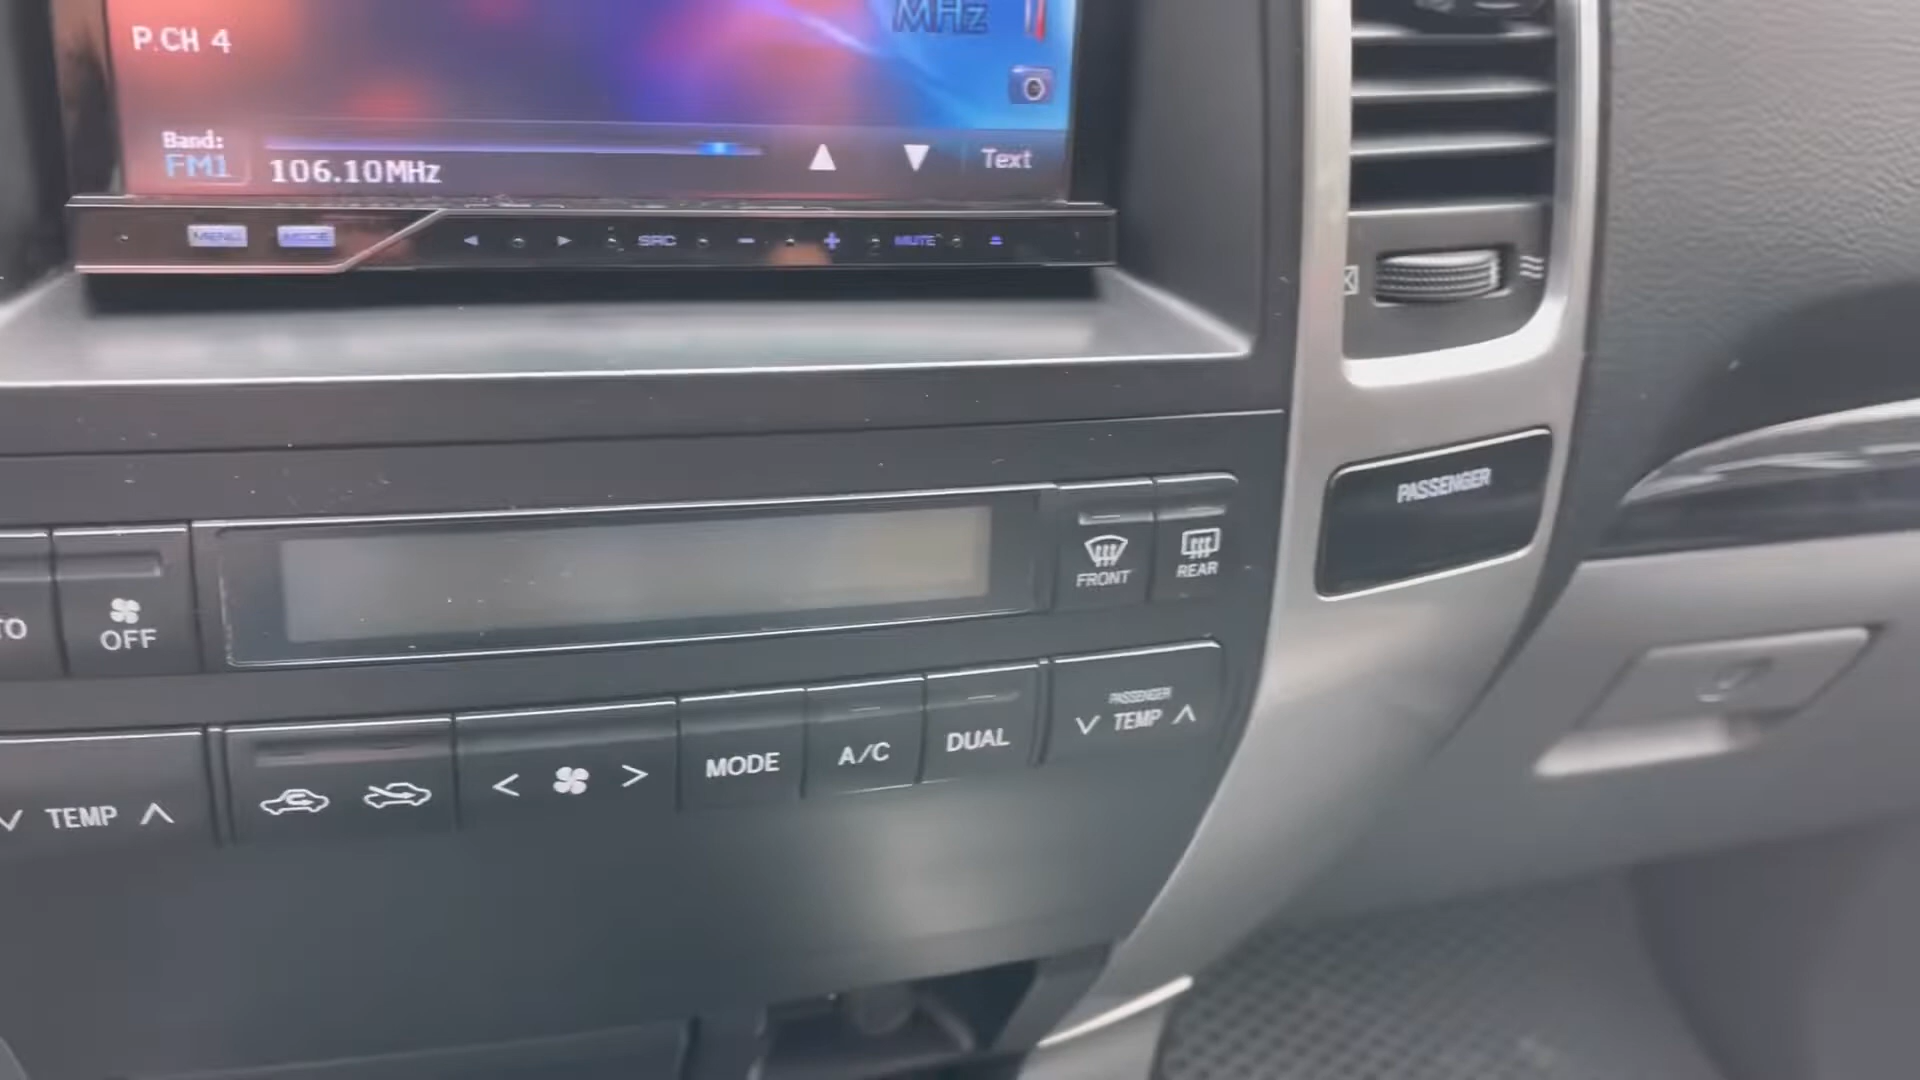 MHz
P.CH 4
Band:
FM1
106.10MHz
Text
MENU
MODE
SRC
MUTE
PASSENGER
OFF
FRONT
REAR
TEMP
MODE
A/C
DUAL
PASSENGER
TEMP